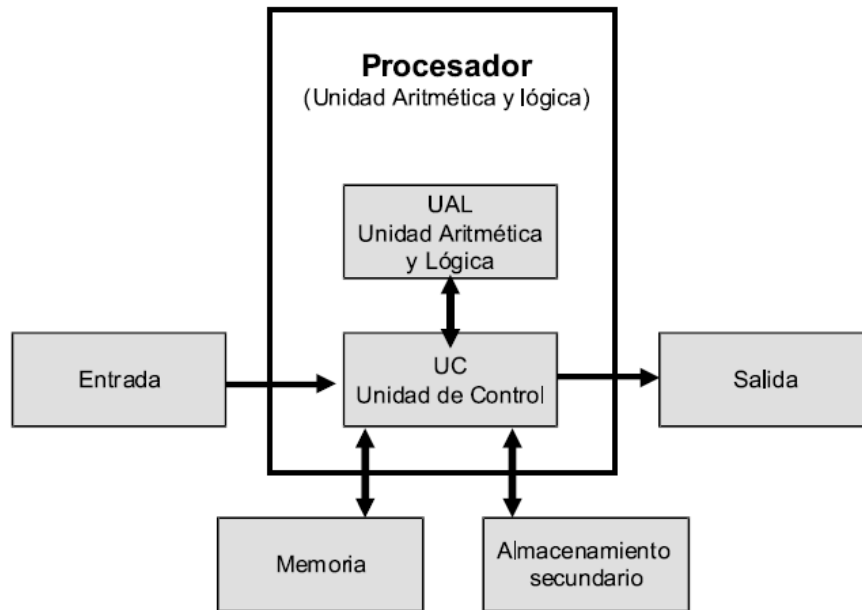 Procesador
(Unidad Aritmética y lógica)
UAL
Unidad Aritmética
y Lógica
Entrada
UC
Unidad de Control
Salida
Memoria
Almacenamiento
secundario